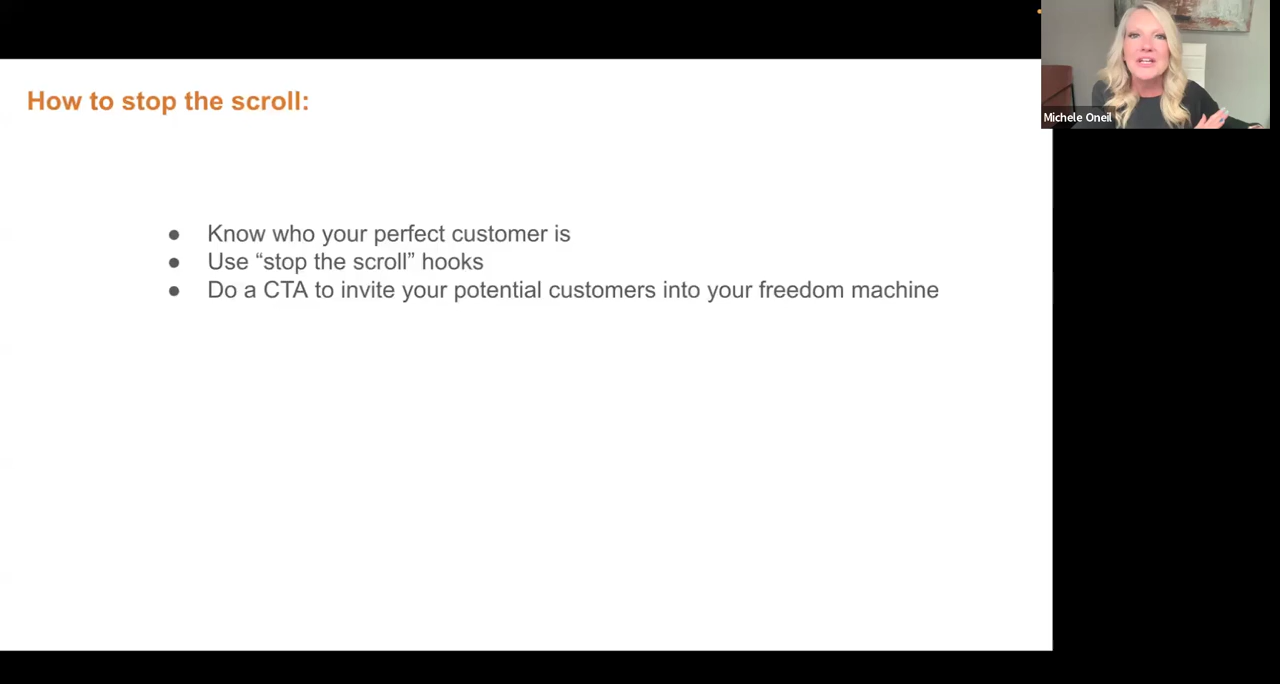 How to stop the scroll:
Michele Oneil
● Know who your perfect customer is
● Use “stop the scroll” hooks
● Do a CTA to invite your potential customers into your freedom machine